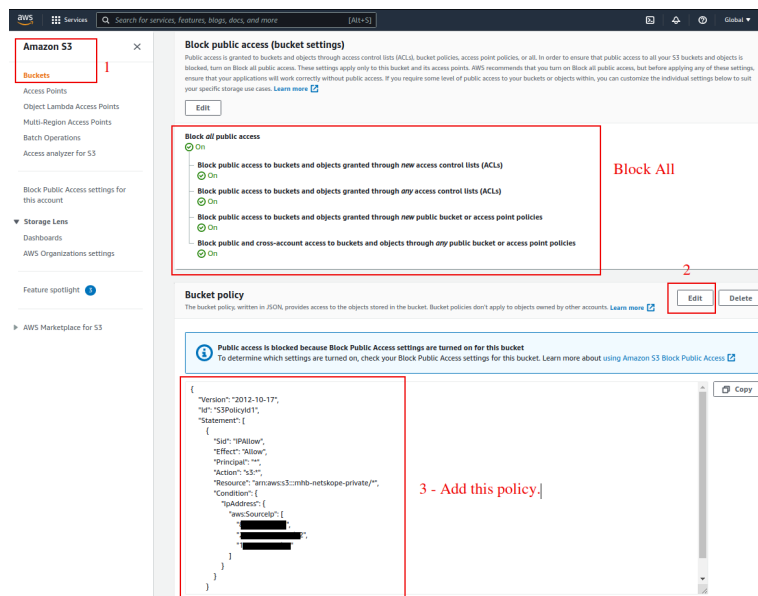 aws
Services
Search for services, features, blogs, docs, and more
[Alt+S]
Global ▼
Amazon S3
1
Buckets
Access Points
Object Lambda Access Points
Multi-Region Access Points
Batch Operations
Access analyzer for S3
Block Public Access settings for
this account
Storage Lens
Dashboards
AWS Organizations settings
Feature spotlight 3
AWS Marketplace for S3
Block public access (bucket settings)
Public access is granted to buckets and objects through access control lists (ACLs), bucket policies, access point policies, or all. In order to ensure that public access to all your S3 buckets and objects is
blocked, turn on Block all public access. These settings apply only to this bucket and its access points. AWS recommends that you turn on Block all public access, but before applying any of these settings,
ensure that your applications will work correctly without public access. If you require some level of public access to your buckets or objects within, you can customize the individual settings below to suit
your specific storage use cases. Learn more
Edit
Block all public access
On
Block public access to buckets and objects granted through new access control lists (ACLs)
On
Block public access to buckets and objects granted through any access control lists (ACLs)
On
Block public access to buckets and objects granted through new public bucket or access point policies
On
Block public and cross-account access to buckets and objects through any public bucket or access point policies
On
Block All
2
Bucket policy
The bucket policy, written in JSON, provides access to the objects stored in the bucket. Bucket policies don't apply to objects owned by other accounts. Learn more
Edit
Delete
Public access is blocked because Block Public Access settings are turned on for this bucket
To determine which settings are turned on, check your Block Public Access settings for this bucket. Learn more about using Amazon S3 Block Public Access
Copy
{
"Version": "2012-10-17",
"Id": "S3PolicyId1",
"Statement": [
{
"Sid": "IPAllow",
"Effect": "Allow",
"Principal": "*",
"Action": "s3:*",
"Resource": "arn:aws:s3:::mhb-netskope-private/*",
"Condition": {
"IpAddress": {
"aws:SourceIp": [
]
}
}
}
3 - Add this policy.